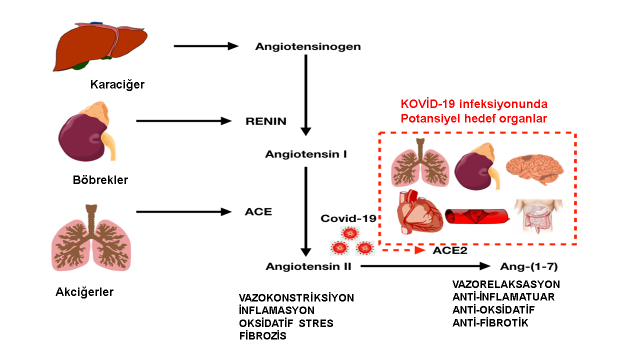 Angiotensinogen
Karaciğer
KOVİD-19 infeksiyonunda
Potansiyel hedef organlar
RENIN
Angiotensin I
Böbrekler
ACE
Covid-19
ACE2
Angiotensin II
Ang-(1-7)
Akciğerler
VAZOKONSTRİKSİYON
İNFLAMASYON
OKSİDATİF STRES
FİBROZİS
VAZORELAKSASYON
ANTİ-İNFLAMATUAR
ANTİ-OKSİDATİF
ANTİ-FİBROTİK